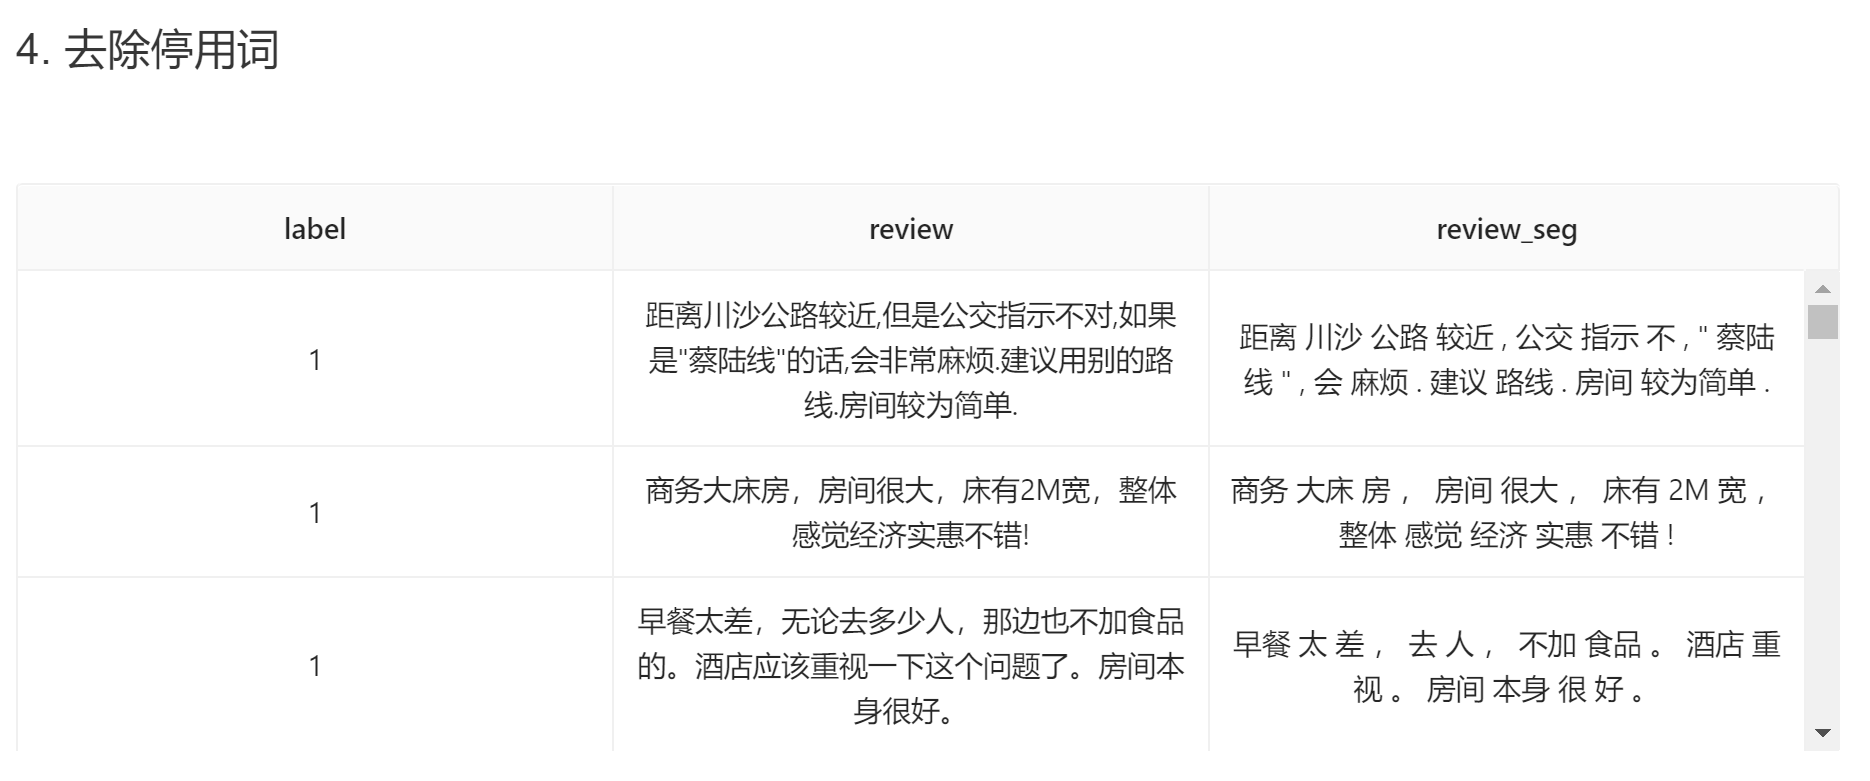 4. 去除停用词
label
review
review_seg
1
距离川沙公路较近,但是公交指示不对,如果
是"蔡陆线"的话,会非常麻烦.建议用别的路
线.房间较为简单.
距离 川沙 公路 较近 , 公交 指示 不 , " 蔡陆
线 " , 会 麻烦 . 建议 路线 . 房间 较为简单 .
1
商务大床房，房间很大，床有2M宽，整体
感觉经济实惠不错!
商务 大床 房 ， 房间 很大 ， 床有 2M 宽 ，
整体 感觉 经济 实惠 不错 !
1
早餐太差，无论去多少人，那边也不加食品
的。酒店应该重视一下这个问题了。房间本
身很好。
早餐 太 差 ， 去 人 ， 不加 食品 。 酒店 重
视 。 房间 本身 很 好 。